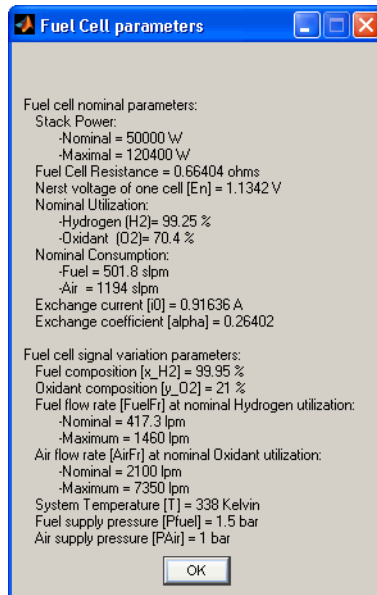 Fuel Cell parameters
Fuel cell nominal parameters:
Stack Power:
-Nominal = 50000 W
-Maximal = 120400 W
Fuel Cell Resistance = 0.66404 ohms
Nerst voltage of one cell [En] = 1.1342 V
Nominal Utilization:
-Hydrogen (H2)= 99.25 %
-Oxidant (O2)= 70.4 %
Nominal Consumption:
-Fuel = 501.8 slpm
-Air = 1194 slpm
Exchange current [i0] = 0.91636 A
Exchange coefficient [alpha] = 0.26402
Fuel cell signal variation parameters:
Fuel composition [x_H2] = 99.95 %
Oxidant composition [y_O2] = 21 %
Fuel flow rate [FuelFr] at nominal Hydrogen utilization:
-Nominal = 417.3 lpm
-Maximum = 1460 lpm
Air flow rate [AirFr] at nominal Oxidant utilization:
-Nominal = 2100 lpm
-Maximum = 7350 lpm
System Temperature [T] = 338 Kelvin
Fuel supply pressure [Pfuel] = 1.5 bar
Air supply pressure [PAir] = 1 bar
OK